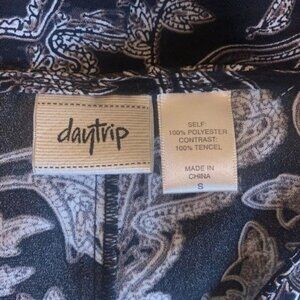 daytrip
SELF:
100% POLYESTER
CONTRAST:
100% TENCEL
MADE IN
CHINA
S